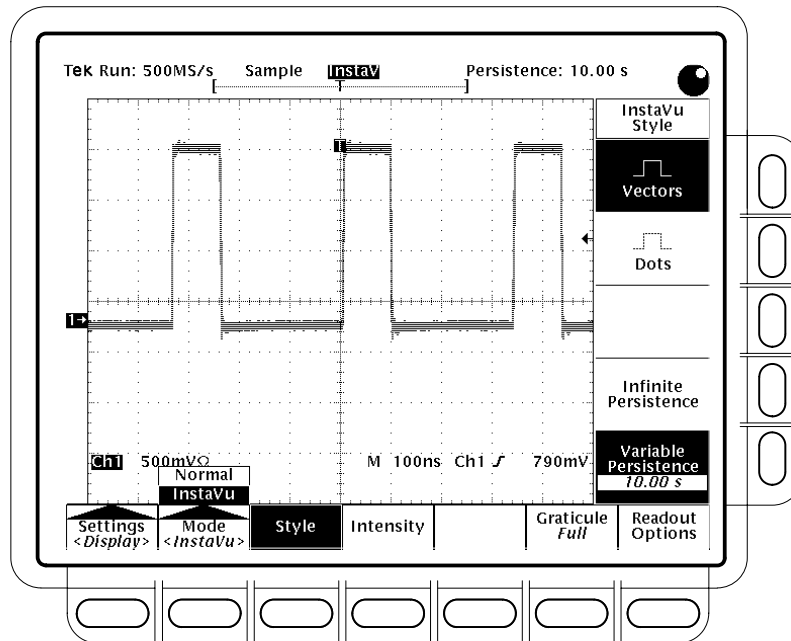 Tek Run: 500MS/s Sample InstaV Persistence: 10.00 s
T
InstaVu
Style
T
Vectors
Dots
1→
Infinite
Persistence
Ch1 500mVΩ M 100ns Ch1 790mV
Variable
Persistence
10.00 s
Normal
InstaVu
Settings
<Display>
Mode
<InstaVu>
Style
Intensity
Graticule
Full
Readout
Options